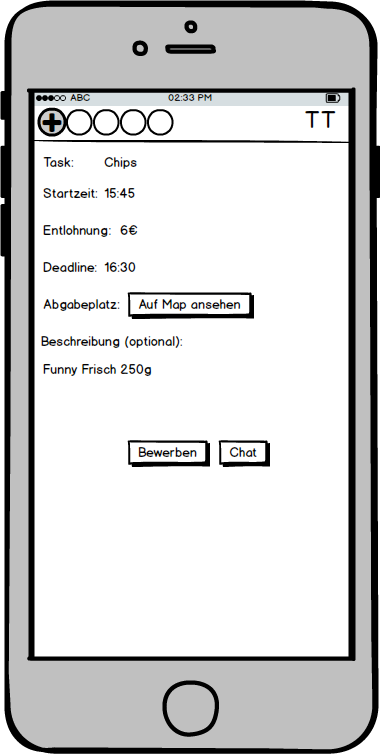 ABC 02:33 PM
TT
Task: Chips
Startzeit: 15:45
Entlohnung: 6€
Deadline: 16:30
Abgabeplatz: Auf Map ansehen
Beschreibung (optional):
Funny Frisch 250g
Bewerben Chat